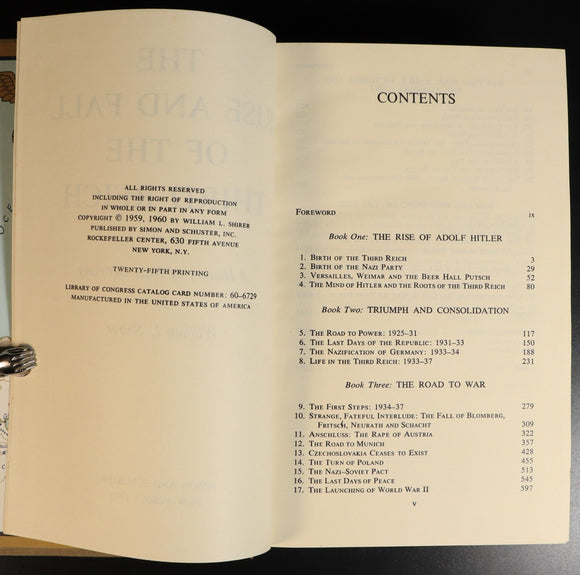 ALL RIGHTS RESERVED
INCLUDING THE RIGHT OF REPRODUCTION
IN WHOLE OR IN PART IN ANY FORM
COPYRIGHT © 1959, 1960 BY WILLIAM L. SHIRER
PUBLISHED BY SIMON AND SCHUSTER, INC.
ROCKEFELLER CENTER, 630 FIFTH AVENUE
NEW YORK, N.Y.
TWENTY-FIFTH PRINTING
LIBRARY OF CONGRESS CATALOG CARD NUMBER: 60-6729
MANUFACTURED IN THE UNITED STATES OF AMERICA
CONTENTS
FOREWORD ix
Book One: THE RISE OF ADOLF HITLER
1. BIRTH OF THE THIRD REICH 3
2. BIRTH OF THE NAZI PARTY 29
3. VERSAILLES, WEIMAR AND THE BEER HALL PUTSCH 52
4. THE MIND OF HITLER AND THE ROOTS OF THE THIRD REICH 80
Book Two: TRIUMPH AND CONSOLIDATION
5. THE ROAD TO POWER: 1925-31 117
6. THE LAST DAYS OF THE REPUBLIC: 1931-33 150
7. THE NAZIFICATION OF GERMANY: 1933-34 188
8. LIFE IN THE THIRD REICH: 1933-37 231
Book Three: THE ROAD TO WAR
9. THE FIRST STEPS: 1934-37 279
10. STRANGE, FATEFUL INTERLUDE: THE FALL OF BLOMBERG,
FRITSCH, NEURATH AND SCHACHT 309
11. ANSCHLUSS: THE RAPE OF AUSTRIA 322
12. THE ROAD TO MUNICH 357
13. CZECHOSLOVAKIA CEASES TO EXIST 428
14. THE TURN OF POLAND 455
15. THE NAZI-SOVIET PACT 513
16. THE LAST DAYS OF PEACE 545
17. THE LAUNCHING OF WORLD WAR II 597
v